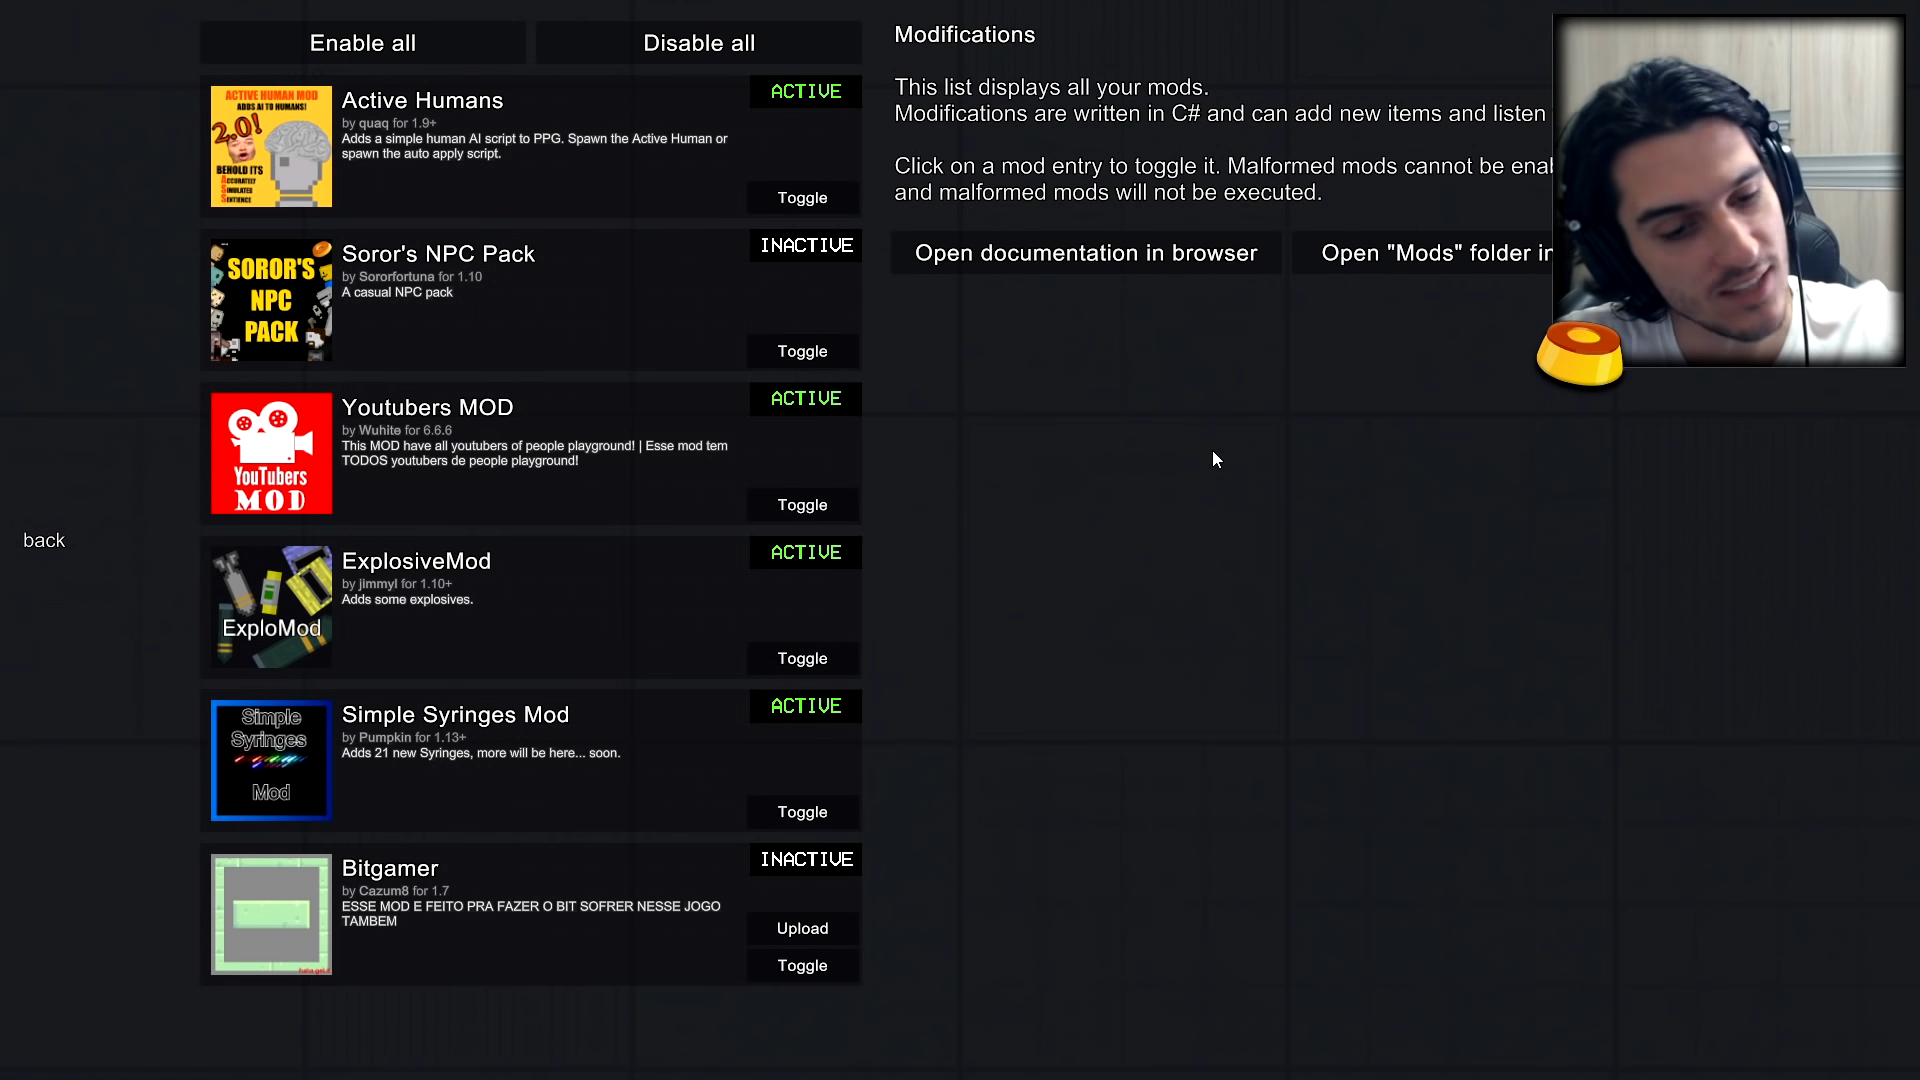 Enable all
Disable all
ACTIVE HUMAN MOD
ADDS AI TO HUMANS!
2.0!
BEHOLD ITS
ACCURATELY
SIMULATED
SENTIENCE
Active Humans
by quaq for 1.9+
Adds a simple human AI script to PPG. Spawn the Active Human or
spawn the auto apply script.
ACTIVE
Toggle
SOROR'S
NPC
PACK
Soror's NPC Pack
by Sororfortuna for 1.10
A casual NPC pack
INACTIVE
Toggle
YouTubers
MOD
Youtubers MOD
by Wuhite for 6.6.6
This MOD have all youtubers of people playground! | Esse mod tem
TODOS youtubers de people playground!
ACTIVE
Toggle
ExploMod
ExplosiveMod
by jimmyl for 1.10+
Adds some explosives.
ACTIVE
Toggle
Simple
Syringes
Mod
Simple Syringes Mod
by Pumpkin for 1.13+
Adds 21 new Syringes, more will be here... soon.
ACTIVE
Toggle
Bitgamer
by Cazum8 for 1.7
ESSE MOD E FEITO PRA FAZER O BIT SOFRER NESSE JOGO
TAMBEM
INACTIVE
Upload
Toggle
back
Modifications
This list displays all your mods.
Modifications are written in C# and can add new items and listen
Click on a mod entry to toggle it. Malformed mods cannot be enab
and malformed mods will not be executed.
Open documentation in browser
Open "Mods" folder in